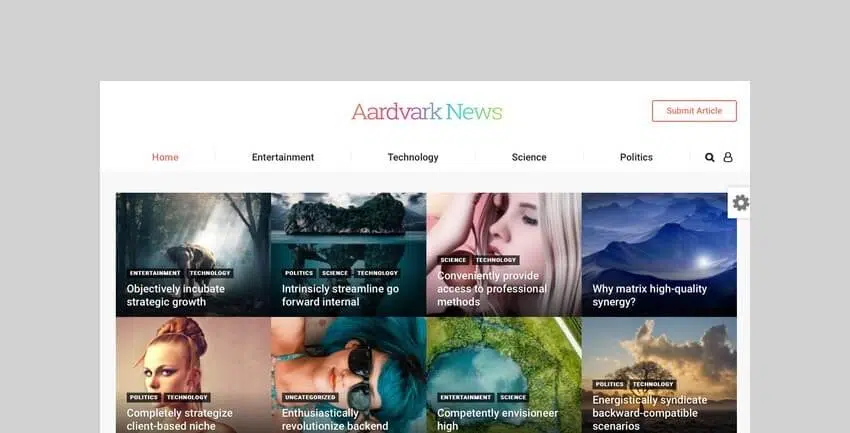 Aardvark News
Submit Article
Home
Entertainment
Technology
Science
Politics
ENTERTAINMENT TECHNOLOGY
Objectively incubate
strategic growth
POLITICS SCIENCE TECHNOLOGY
Intrinsicly streamline go
forward internal
SCIENCE TECHNOLOGY
Conveniently provide
access to professional
methods
Why matrix high-quality
synergy?
POLITICS TECHNOLOGY
Completely strategize
client-based niche
UNCATEGORIZED
Enthusiastically
revolutionize backend
ENTERTAINMENT SCIENCE
Competently envisioneer
high
POLITICS TECHNOLOGY
Energistically syndicate
backward-compatible
scenarios